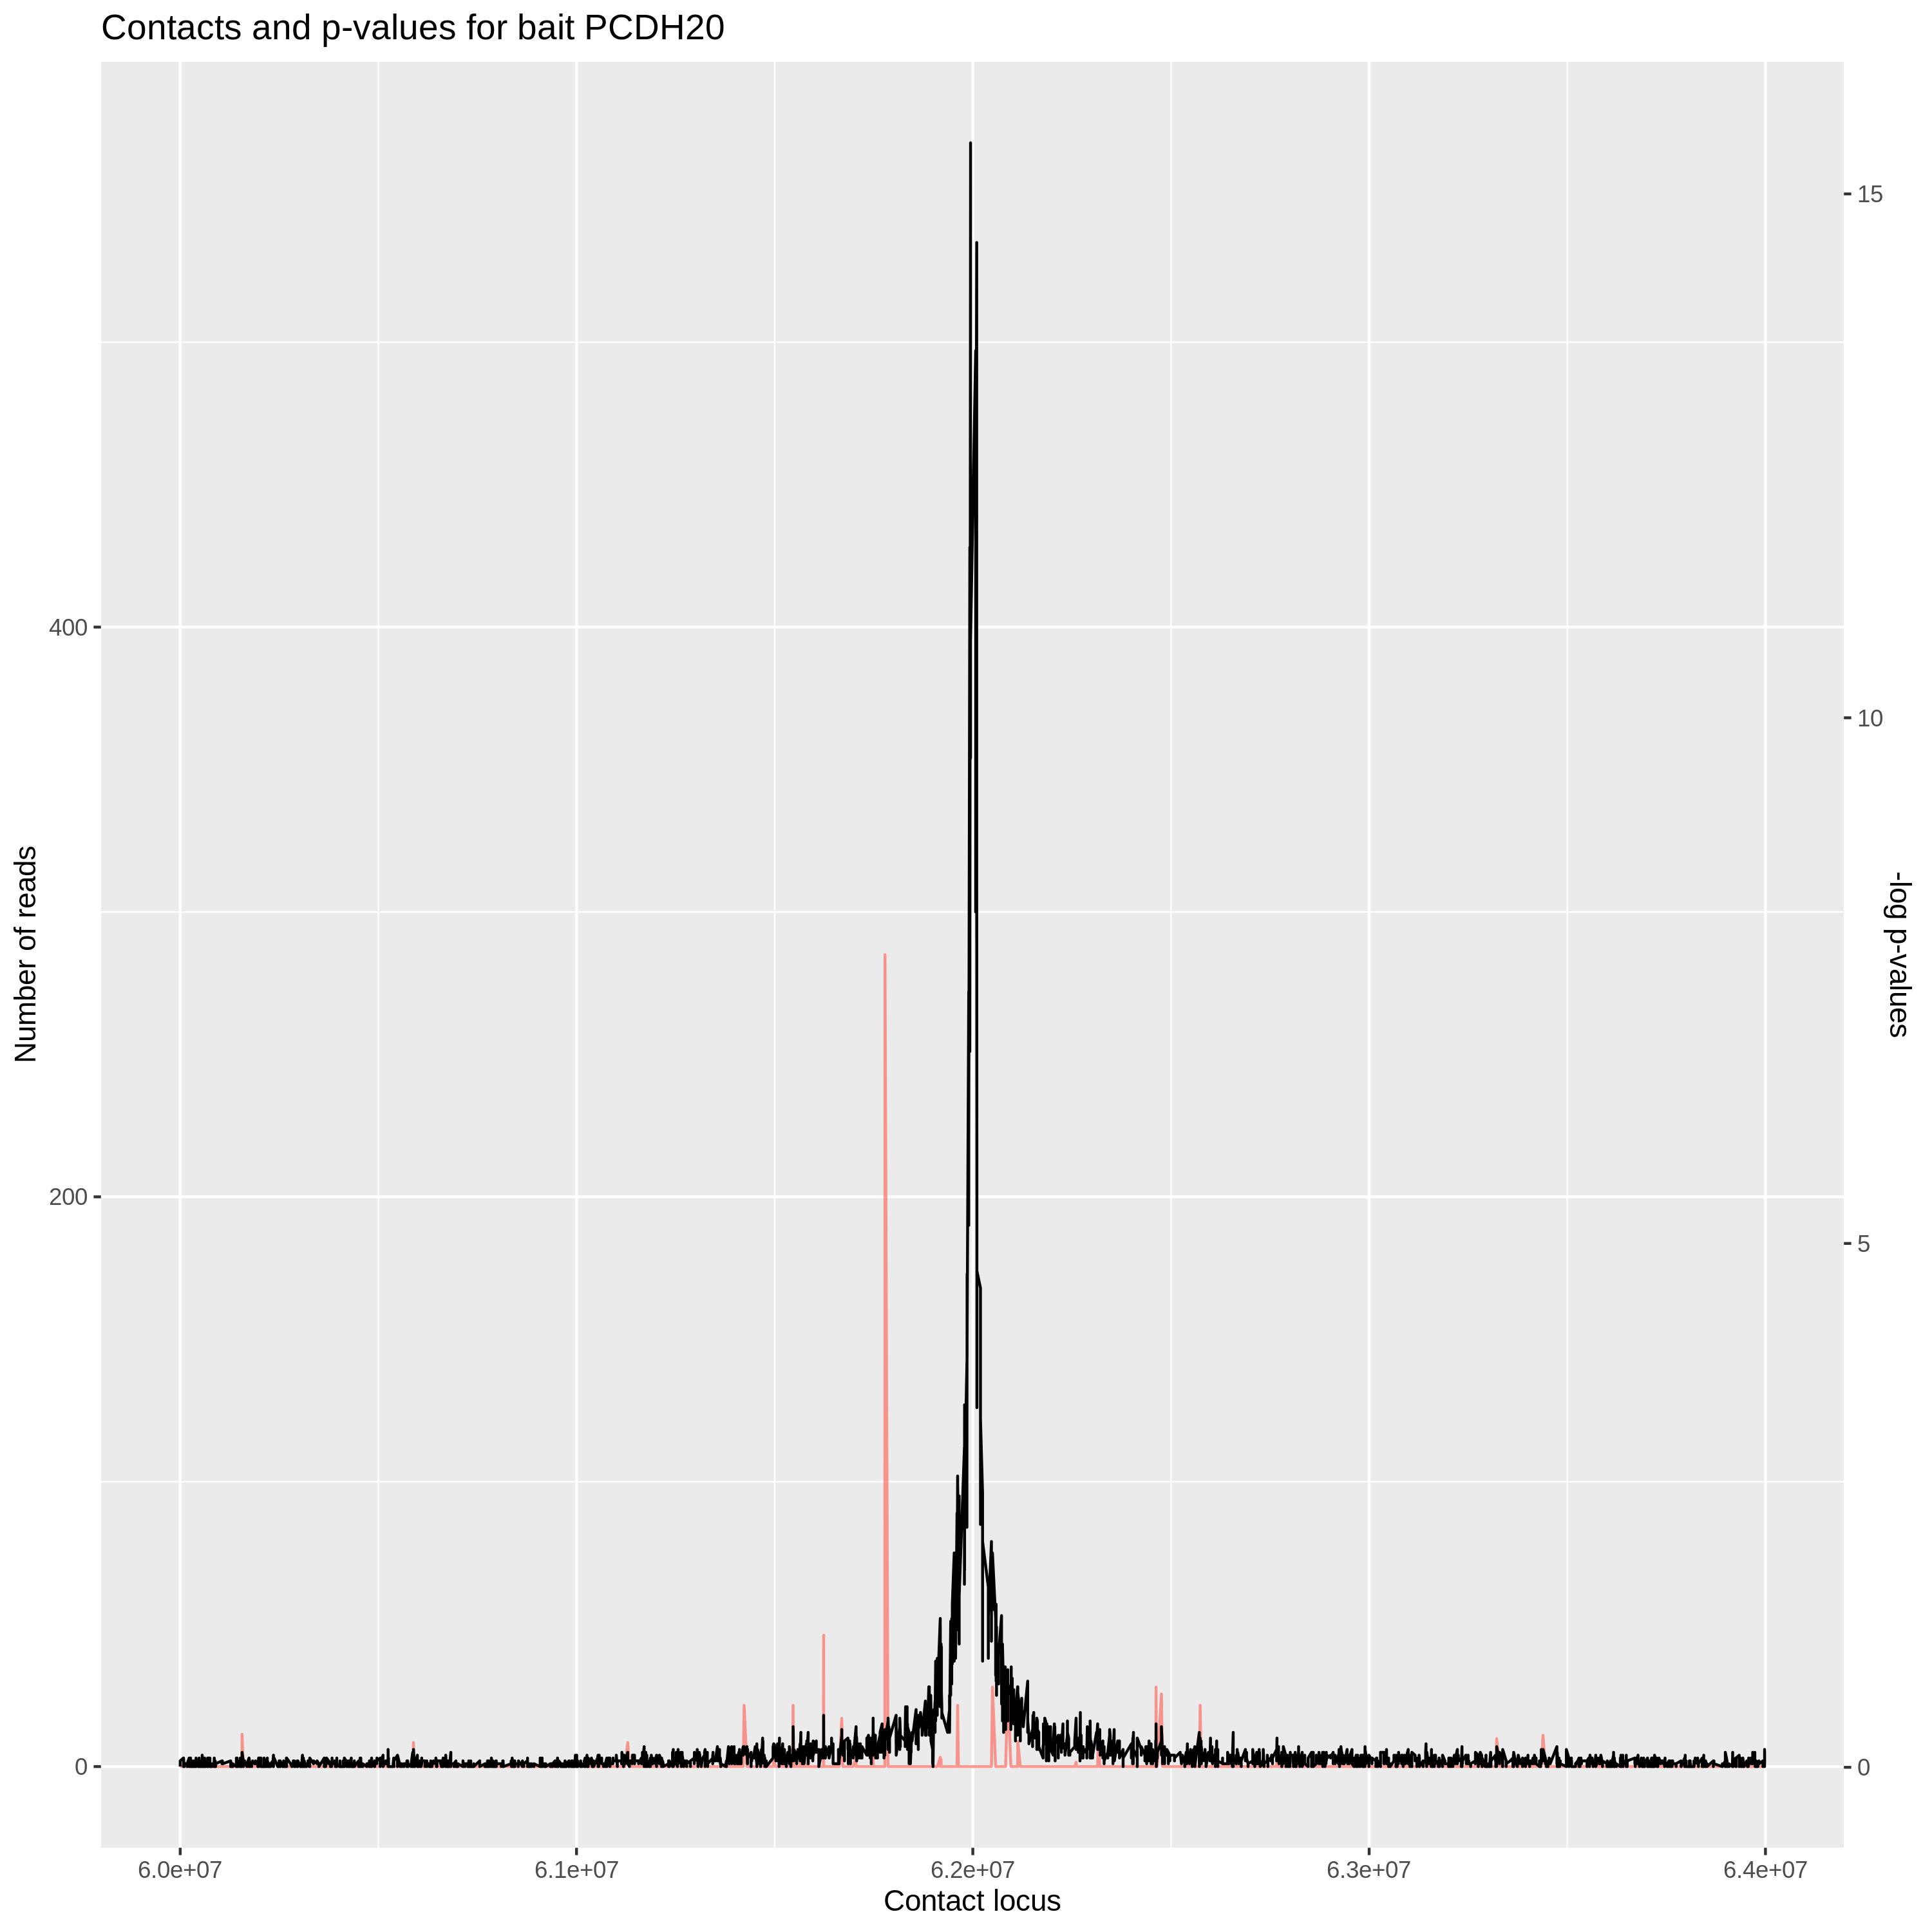 Contacts and p-values for bait PCDH20
Number of reads
400
200
0
15
10
5
0
-log p-values
6.0e+07 6.1e+07 6.2e+07 6.3e+07 6.4e+07
Contact locus